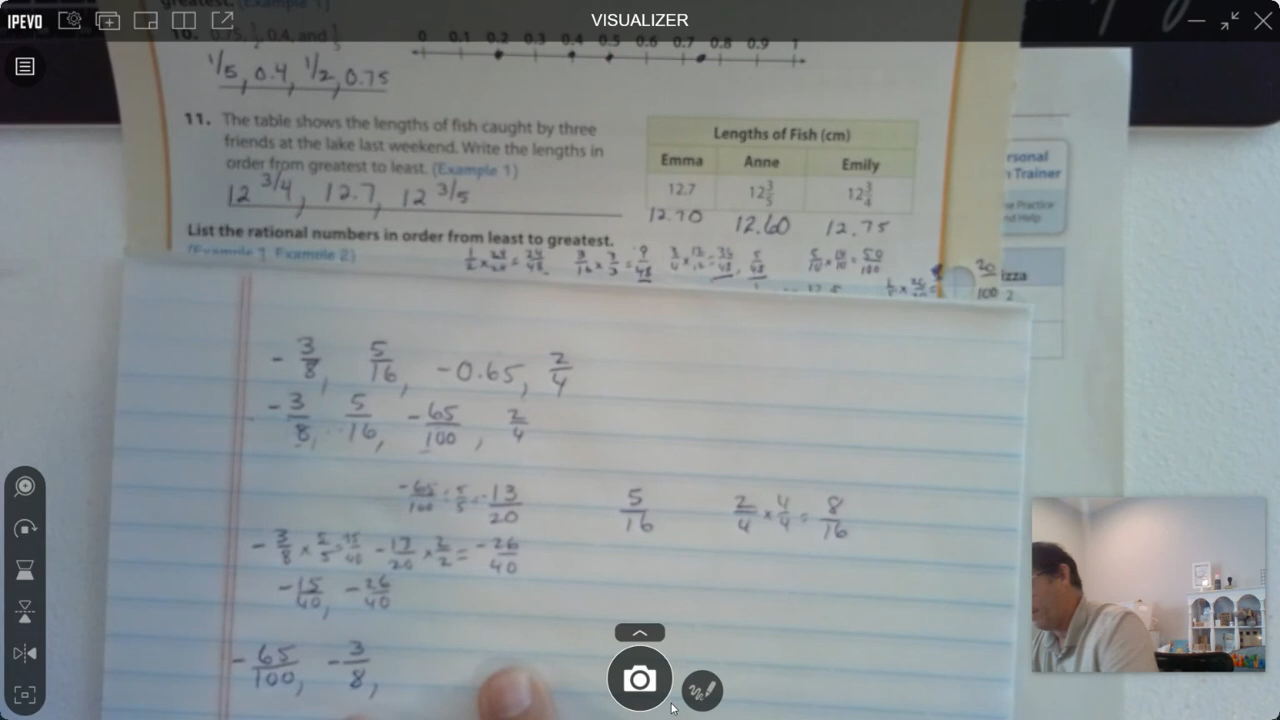 IPEVO
VISUALIZER
0 0.1 0.2 0.3 0.4 0.5 0.6 0.7 0.8 0.9 1
1/5, 0.4, 1/2, 0.75
11. The table shows the lengths of fish caught by three
friends at the lake last weekend. Write the lengths in
order from greatest to least. (Example 1)
12 3/4, 12.7, 12 3/5
Lengths of Fish (cm)
Emma Anne Emily
12.7 12 3/5 12 3/4
12.70 12.60 12.75
List the rational numbers in order from least to greatest.
(Example 1, Example 2)
- 3/8, 5/16, -0.65, 2/4
- 3/8, 5/16, - 65/100, 2/4
-65/100 ÷ 5/5 = -13/20
5/16
2/4 × 4/4 = 8/16
- 3/8 × 5/5 = 15/40 - 13/20 × 2/2 = -26/40
- 15/40, - 26/40
- 65/100, - 3/8,